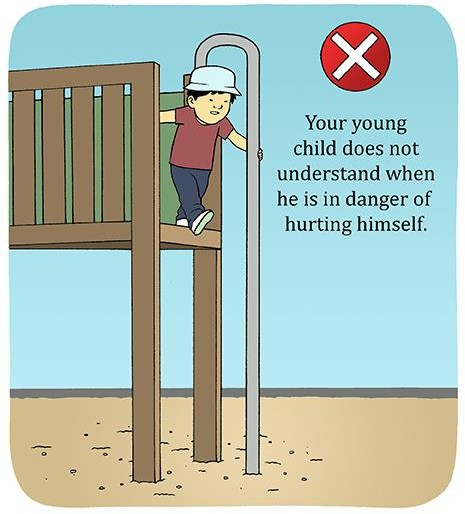 Your young
child does not
understand when
he is in danger of
hurting himself.